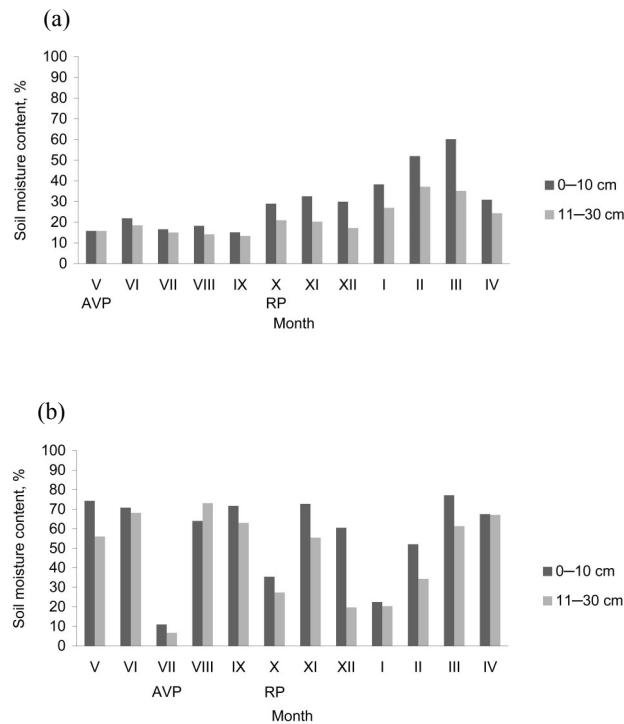 (a)
100
90
80
70
60
50
40
30
20
10
0
Soil moisture content, %
V VI VII VIII IX X XI XII I II III IV
AVP RP
Month
0–10 cm
11–30 cm
(b)
100
90
80
70
60
50
40
30
20
10
0
Soil moisture content, %
V VI VII VIII IX X XI XII I II III IV
AVP RP
Month
0–10 cm
11–30 cm